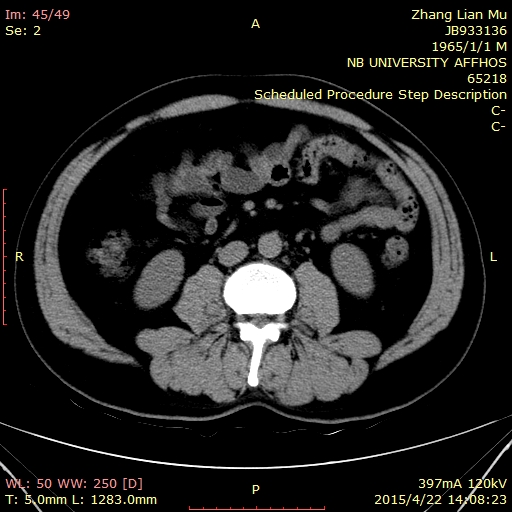 Im: 45/49
Se: 2
A
Zhang Lian Mu
JB933136
1965/1/1 M
NB UNIVERSITY AFFHOS
65218
Scheduled Procedure Step Description
C-
C-
R
L
WL: 50 WW: 250 [D]
T: 5.0mm L: 1283.0mm
P
397mA 120kV
2015/4/22 14:08:23